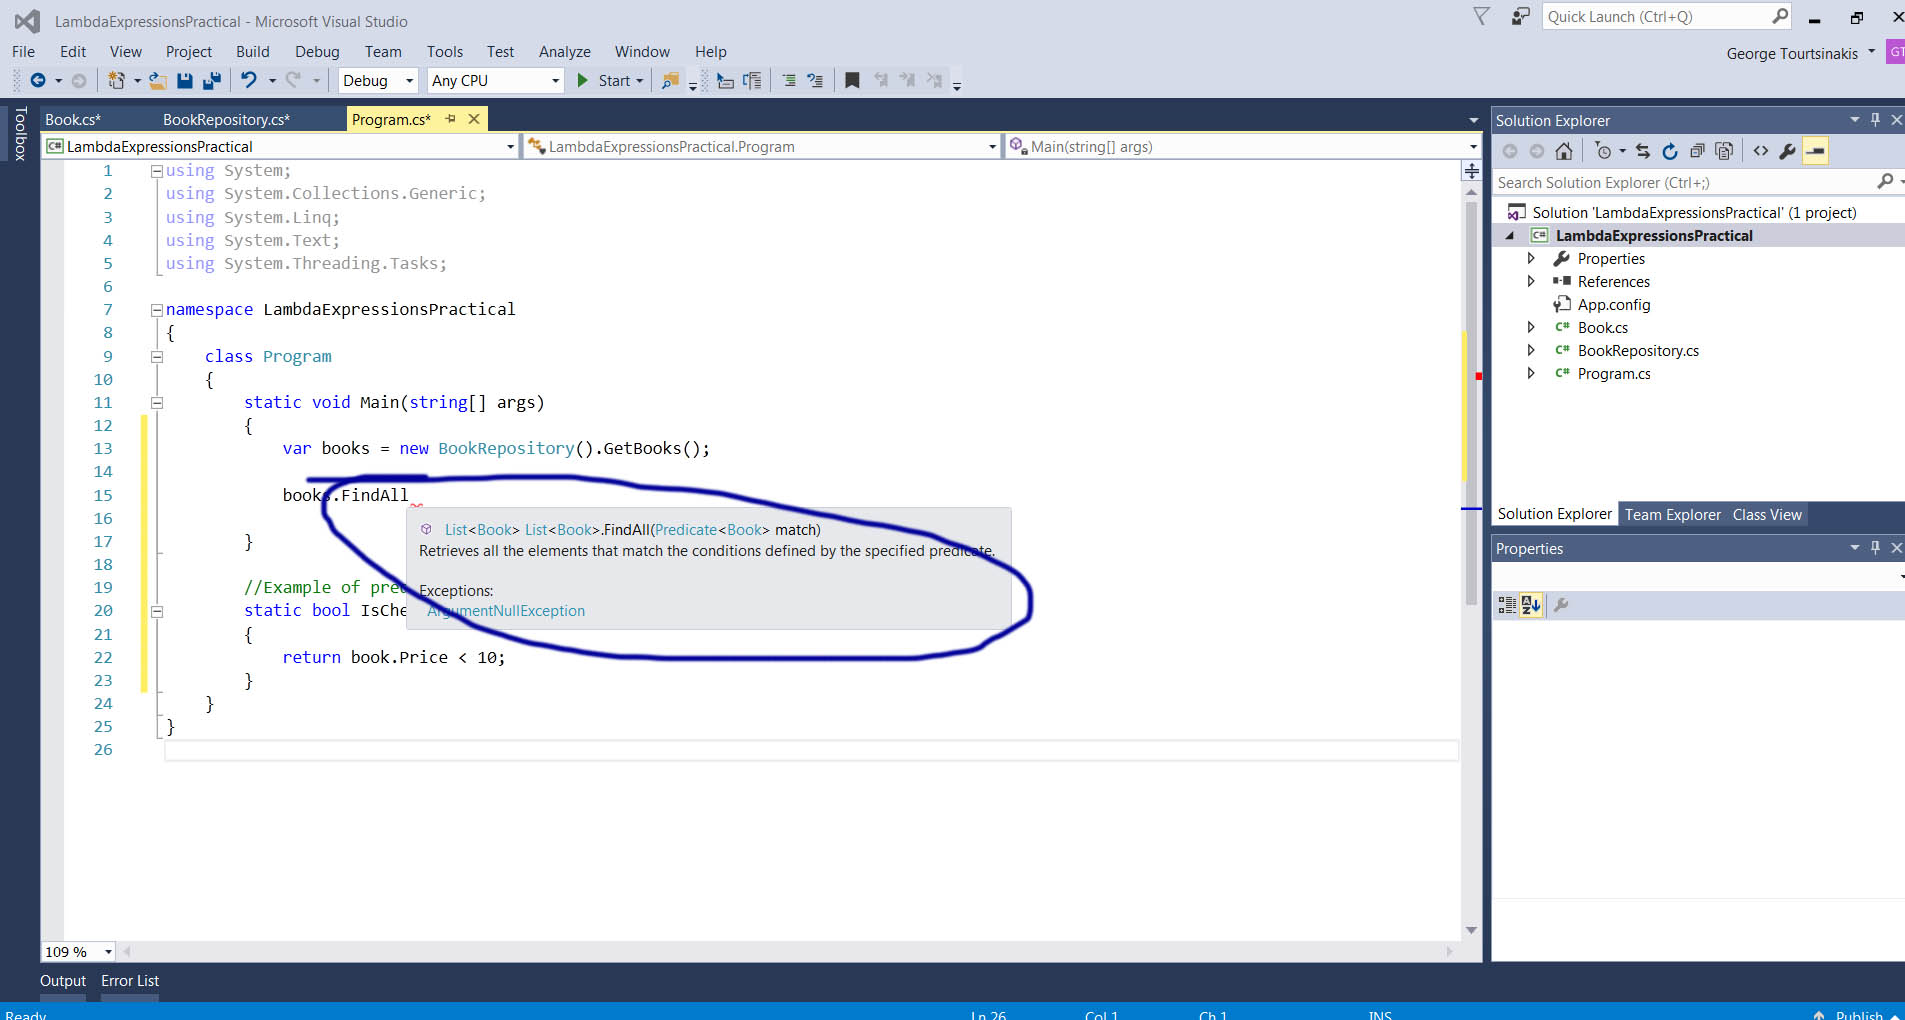 LambdaExpressionsPractical - Microsoft Visual Studio
Quick Launch (Ctrl+Q)
File Edit View Project Build Debug Team Tools Test Analyze Window Help
George Tourtsinakis
GT
Debug Any CPU Start
Toolbox
Book.cs* BookRepository.cs* Program.cs*
C# LambdaExpressionsPractical LambdaExpressionsPractical.Program Main(string[] args)
1 using System;
2 using System.Collections.Generic;
3 using System.Linq;
4 using System.Text;
5 using System.Threading.Tasks;
6
7 namespace LambdaExpressionsPractical
8 {
9 class Program
10 {
11 static void Main(string[] args)
12 {
13 var books = new BookRepository().GetBooks();
14
15 books.FindAll
16
List<Book> List<Book>.FindAll(Predicate<Book> match)
Retrieves all the elements that match the conditions defined by the specified predicate.
Exceptions:
ArgumentNullException
17 }
18
19 //Example of pred
20 static bool IsChe
21 {
22 return book.Price < 10;
23 }
24 }
25 }
26
109 %
Output Error List
Ready Ln 26 Col 1 Ch 1 INS Publish
Solution Explorer
Search Solution Explorer (Ctrl+;)
Solution 'LambdaExpressionsPractical' (1 project)
C# LambdaExpressionsPractical
Properties
References
App.config
C# Book.cs
C# BookRepository.cs
C# Program.cs
Solution Explorer Team Explorer Class View
Properties